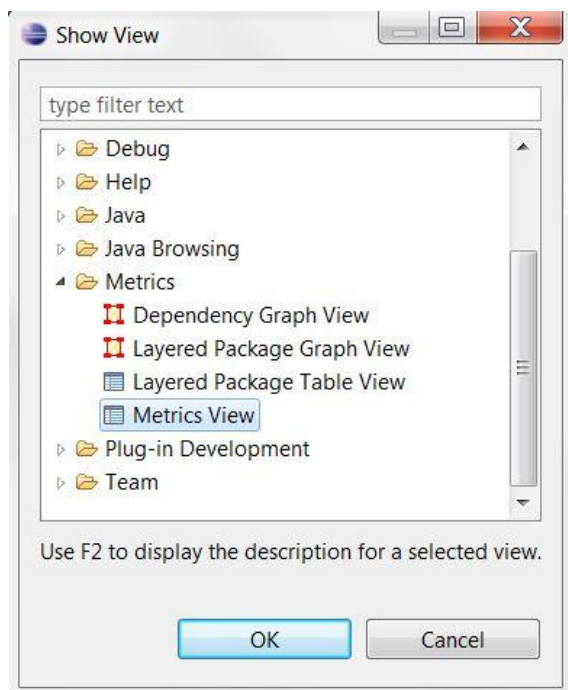 Show View
type filter text
Debug
Help
Java
Java Browsing
Metrics
Dependency Graph View
Layered Package Graph View
Layered Package Table View
Metrics View
Plug-in Development
Team
Use F2 to display the description for a selected view.
OK
Cancel